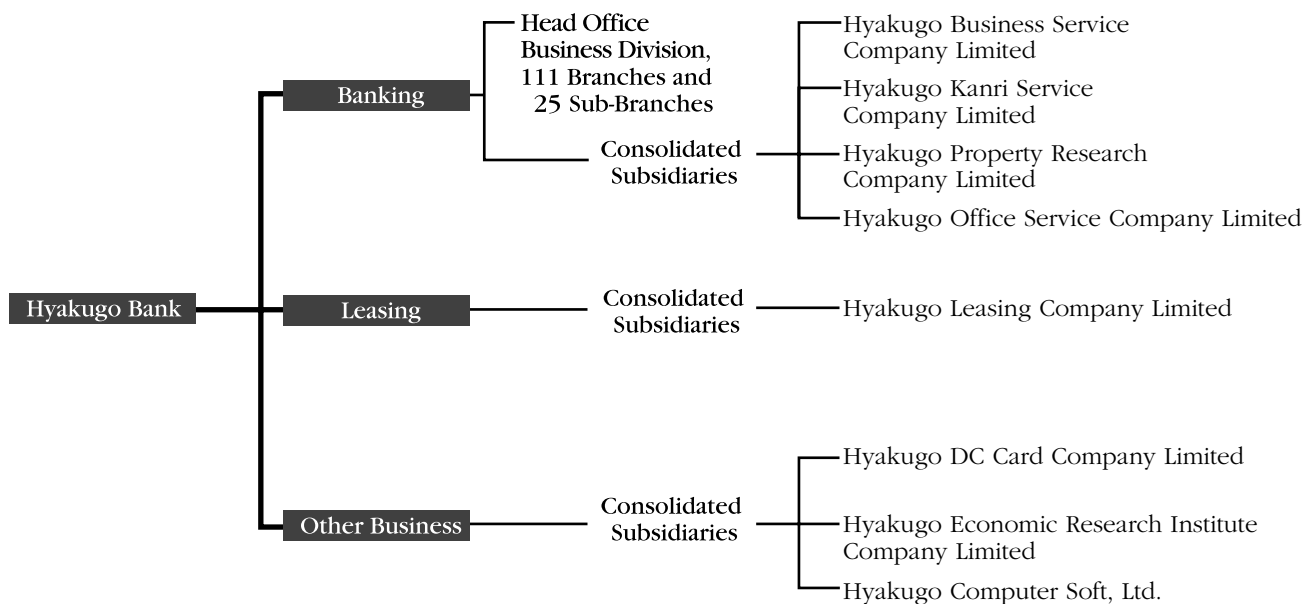 Hyakugo Bank
Banking
Head Office
Business Division,
111 Branches and
25 Sub-Branches
Consolidated
Subsidiaries
Hyakugo Business Service
Company Limited
Hyakugo Kanri Service
Company Limited
Hyakugo Property Research
Company Limited
Hyakugo Office Service Company Limited
Leasing
Consolidated
Subsidiaries
Hyakugo Leasing Company Limited
Other Business
Consolidated
Subsidiaries
Hyakugo DC Card Company Limited
Hyakugo Economic Research Institute
Company Limited
Hyakugo Computer Soft, Ltd.